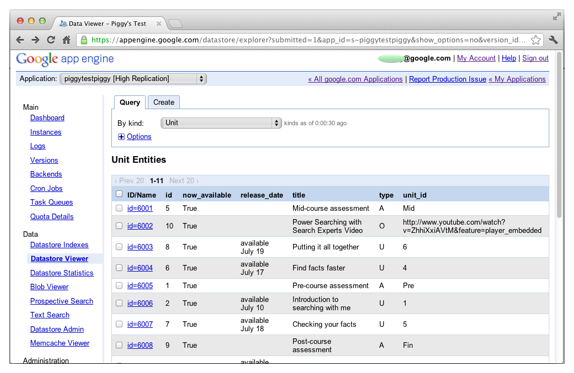 Data Viewer - Piggy's Test
https://appengine.google.com/datastore/explorer?submitted=1&app_id=s~piggytestpiggy&show_options=no&version_id...
Google app engine
@google.com | My Account | Help | Sign out
Application: piggytestpiggy [High Replication]
« All google.com Applications | Report Production Issue « My Applications
Main
Dashboard
Instances
Logs
Versions
Backends
Cron Jobs
Task Queues
Quota Details
Data
Datastore Indexes
Datastore Viewer
Datastore Statistics
Blob Viewer
Prospective Search
Text Search
Datastore Admin
Memcache Viewer
Administration
Query Create
By kind: Unit kinds as of 0:00:30 ago
Options
Unit Entities
‹ Prev 20 1-11 Next 20 ›
ID/Name id now_available release_date title type unit_id
id=6001 5 True Mid-course assessment A Mid
id=6002 10 True Power Searching with Search Experts Video O http://www.youtube.com/watch?v=ZhhiXxiAVtM&feature=player_embedded
id=6003 8 True available July 19 Putting it all together U 6
id=6004 6 True available July 17 Find facts faster U 4
id=6005 1 True Pre-course assessment A Pre
id=6006 2 True available July 10 Introduction to searching with me U 1
id=6007 7 True available July 18 Checking your facts U 5
id=6008 9 True Post-course assessment A Fin
available